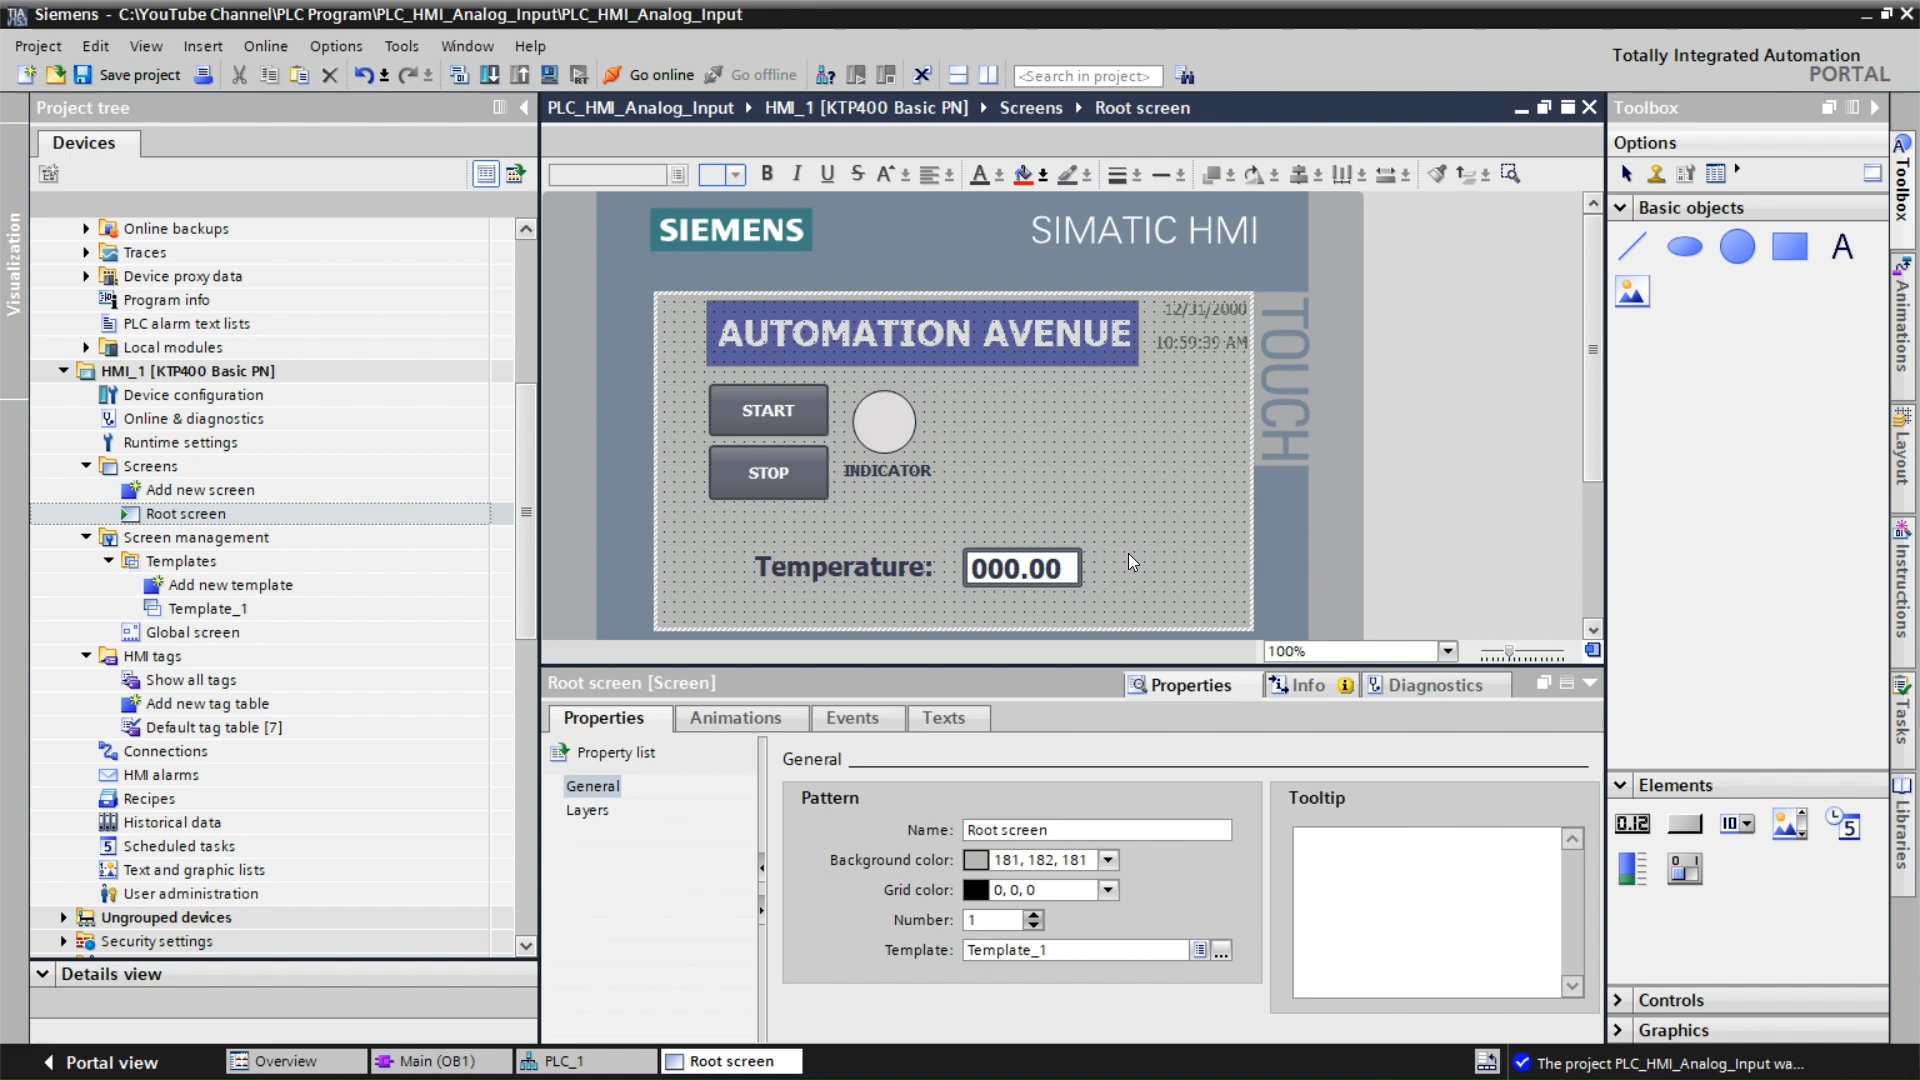 Siemens - C:\YouTube Channel\PLC Program\PLC_HMI_Analog_Input\PLC_HMI_Analog_Input
Project Edit View Insert Online Options Tools Window Help
Totally Integrated Automation
PORTAL
Save project
Go online
Go offline
<Search in project>
Project tree
PLC_HMI_Analog_Input
HMI_1 [KTP400 Basic PN]
Screens
Root screen
Toolbox
Devices
Options
Visualization
Online backups
Traces
Device proxy data
Program info
PLC alarm text lists
Local modules
HMI_1 [KTP400 Basic PN]
Device configuration
Online & diagnostics
Runtime settings
Screens
Add new screen
Root screen
Screen management
Templates
Add new template
Template_1
Global screen
HMI tags
Show all tags
Add new tag table
Default tag table [7]
Connections
HMI alarms
Recipes
Historical data
Scheduled tasks
Text and graphic lists
User administration
Ungrouped devices
Security settings
Details view
SIEMENS
SIMATIC HMI
TOUCH
AUTOMATION AVENUE
12/31/2000
10:59:39 AM
START
STOP
INDICATOR
Temperature:
000.00
100%
Root screen [Screen]
Properties
Info
Diagnostics
Properties
Animations
Events
Texts
Property list
General
Layers
General
Pattern
Name: Root screen
Background color: 181, 182, 181
Grid color: 0, 0, 0
Number: 1
Template: Template_1
Tooltip
Basic objects
A
Elements
0.12
10
5
0 1
Controls
Graphics
Toolbox
Animations
Layout
Instructions
Tasks
Libraries
Portal view
Overview
Main (OB1)
PLC_1
Root screen
The project PLC_HMI_Analog_Input wa...